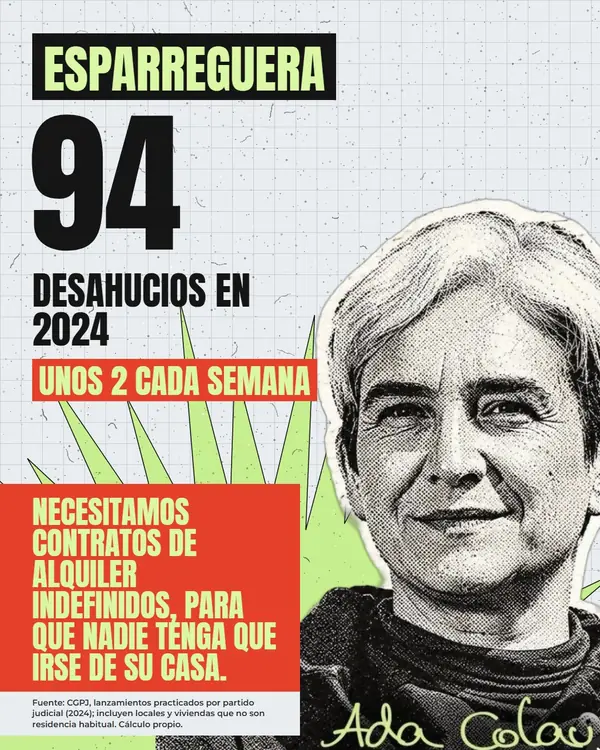 ESPARREGUERA
94
DESAHUCIOS EN
2024
UNOS 2 CADA SEMANA
NECESITAMOS
CONTRATOS DE
ALQUILER
INDEFINIDOS, PARA
QUE NADIE TENGA QUE
IRSE DE SU CASA.
Fuente: CGPJ, lanzamientos practicados por partido
judicial (2024); incluyen locales y viviendas que no son
residencia habitual. Cálculo propio.
Ada Colau